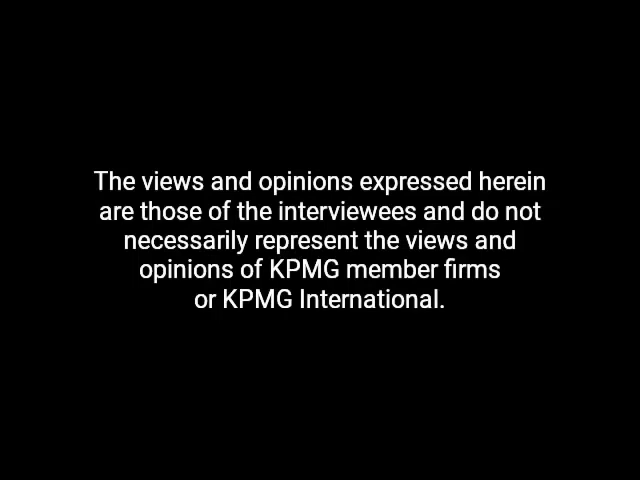 The views and opinions expressed herein
are those of the interviewees and do not
necessarily represent the views and
opinions of KPMG member firms
or KPMG International.